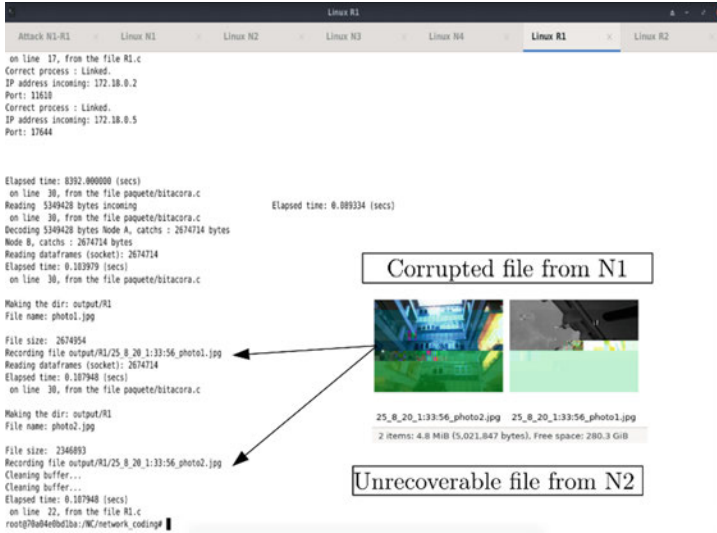 Linux R1
Attack N1-R1 Linux N1 Linux N2 Linux N3 Linux N4 Linux R1 Linux R2
on line 17, from the file R1.c
Correct process : Linked.
IP address incoming: 172.18.0.2
Port: 11610
Correct process : Linked.
IP address incoming: 172.18.0.5
Port: 17644
Elapsed time: 8392.000000 (secs)
on line 30, from the file paquete/bitacora.c
Reading 5349428 bytes incoming Elapsed time: 0.089334 (secs)
on line 30, from the file paquete/bitacora.c
Decoding 5349428 bytes Node A, catchs : 2674714 bytes
Node B, catchs : 2674714 bytes
Reading dataframes (socket): 2674714
Elapsed time: 0.103979 (secs)
on line 30, from the file paquete/bitacora.c
Making the dir: output/R1
File name: photo1.jpg
File size: 2674954
Recording file output/R1/25_8_20_1:33:56_photo1.jpg
Reading dataframes (socket): 2674714
Elapsed time: 0.107948 (secs)
on line 30, from the file paquete/bitacora.c
Making the dir: output/R1
File name: photo2.jpg
File size: 2346893
Recording file output/R1/25_8_20_1:33:56_photo2.jpg
Cleaning buffer...
Cleaning buffer...
Elapsed time: 0.107948 (secs)
on line 22, from the file R1.c
root@70a04e0bd1ba:/NC/network_coding#
Corrupted file from N1
25_8_20_1:33:56_photo2.jpg 25_8_20_1:33:56_photo1.jpg
2 items: 4.8 MiB (5,021,847 bytes), Free space: 280.3 GiB
Unrecoverable file from N2